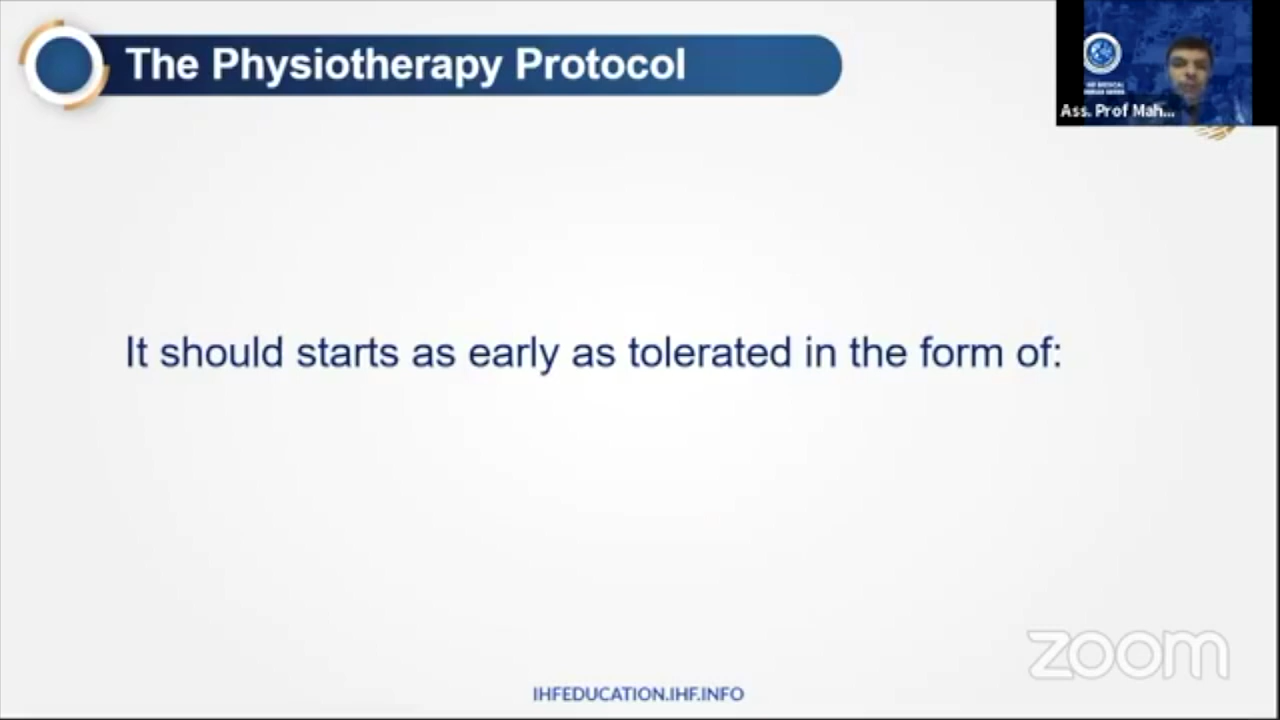 The Physiotherapy Protocol
Ass. Prof Mah...
It should starts as early as tolerated in the form of:
zoom
IHFEDUCATION.IHF.INFO